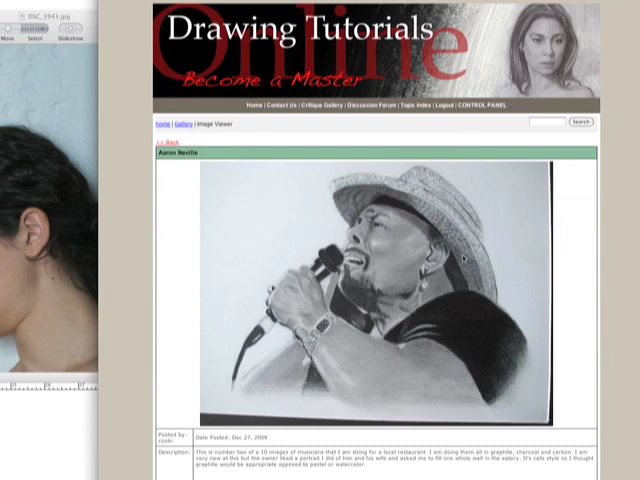 DSC_3943.jpg
Move Select Slideshow
Online
Drawing Tutorials
Become a Master
Home | Contact Us | Critique Gallery | Discussion Forum | Topic Index | Logout | CONTROL PANEL
home | Gallery | Image Viewer
Search
<< Back
Aaron Neville
Posted by:
cooki
Date Posted: Dec 27, 2009
Description:
This is number two of a 10 images of musicians that I am doing for a local restaurant. I am doing them all in graphite, charcoal and carbon. I am
very new at this but the owner liked a portrait I did of him and his wife and asked me to fill one whole wall in the eatery. It's cafe style so I thought
graphite would be appropriate opposed to pastel or watercolor.